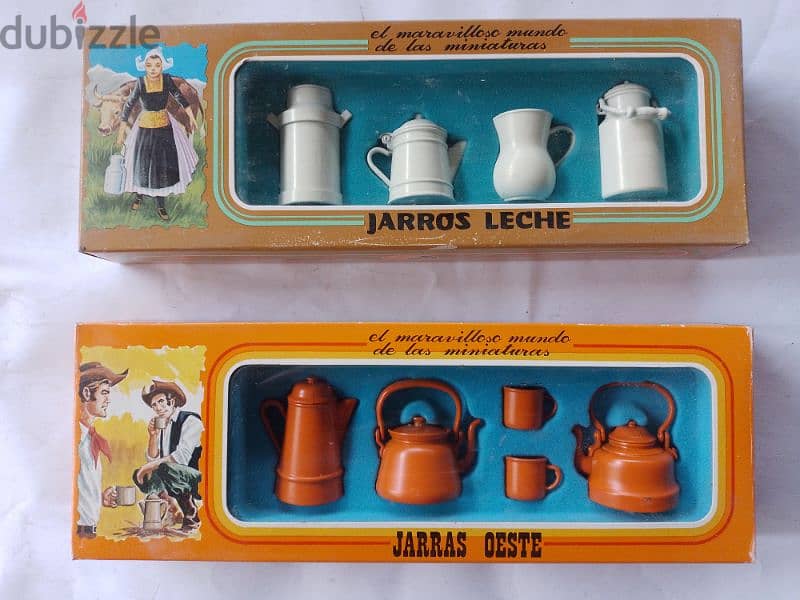 dubizzle
el maravilloso mundo
de las miniaturas
JARROS LECHE
el maravilloso mundo
de las miniaturas
JARRAS OESTE